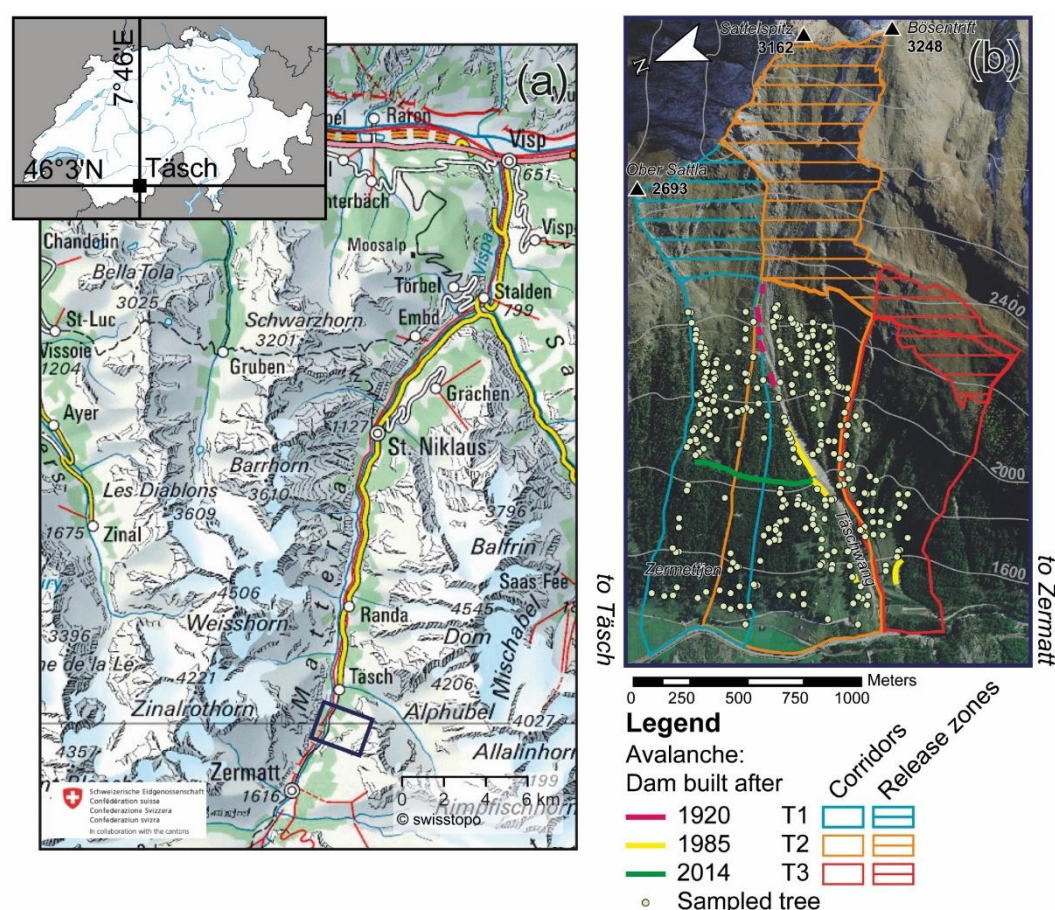 7°46'E
46°3'N
Täsch
(a)
Raron
Visp
651
Moosalp
Vispa
Törbel
Stalden
799
Embd
Chandolin
Bella Tola
3025
Schwarzhorn
3201
St-Luc
Vissoie
1204
Gruben
Grächen
Ayer
1127
St. Niklaus
Barrhorn
3610
Les Diablons
3609
1675
Zinal
3796
Balfrin
4506
Weisshorn
Randa
4545
Dom
Saas Fee
Mischabel
3396
4221
Zinalrothorn
Täsch
4206
Alphubel
4027
Allalinhorn
4357
Zermatt
1616
4199
Rimpfischhorn
0 2 4 6 km
© swisstopo
Schweizerische Eidgenossenschaft
Confédération suisse
Confederazione Svizzera
Confederaziun svizra
In collaboration with the cantons
(b)
N
Sattelspitz
3162
Bösentrift
3248
Ober Sattla
2693
2400
2000
1600
Täschwang
Zermettjen
to Täsch
to Zermatt
0 250 500 750 1000 Meters
Legend
Avalanche:
Dam built after
Corridors
Release zones
1920 T1
1985 T2
2014 T3
Sampled tree